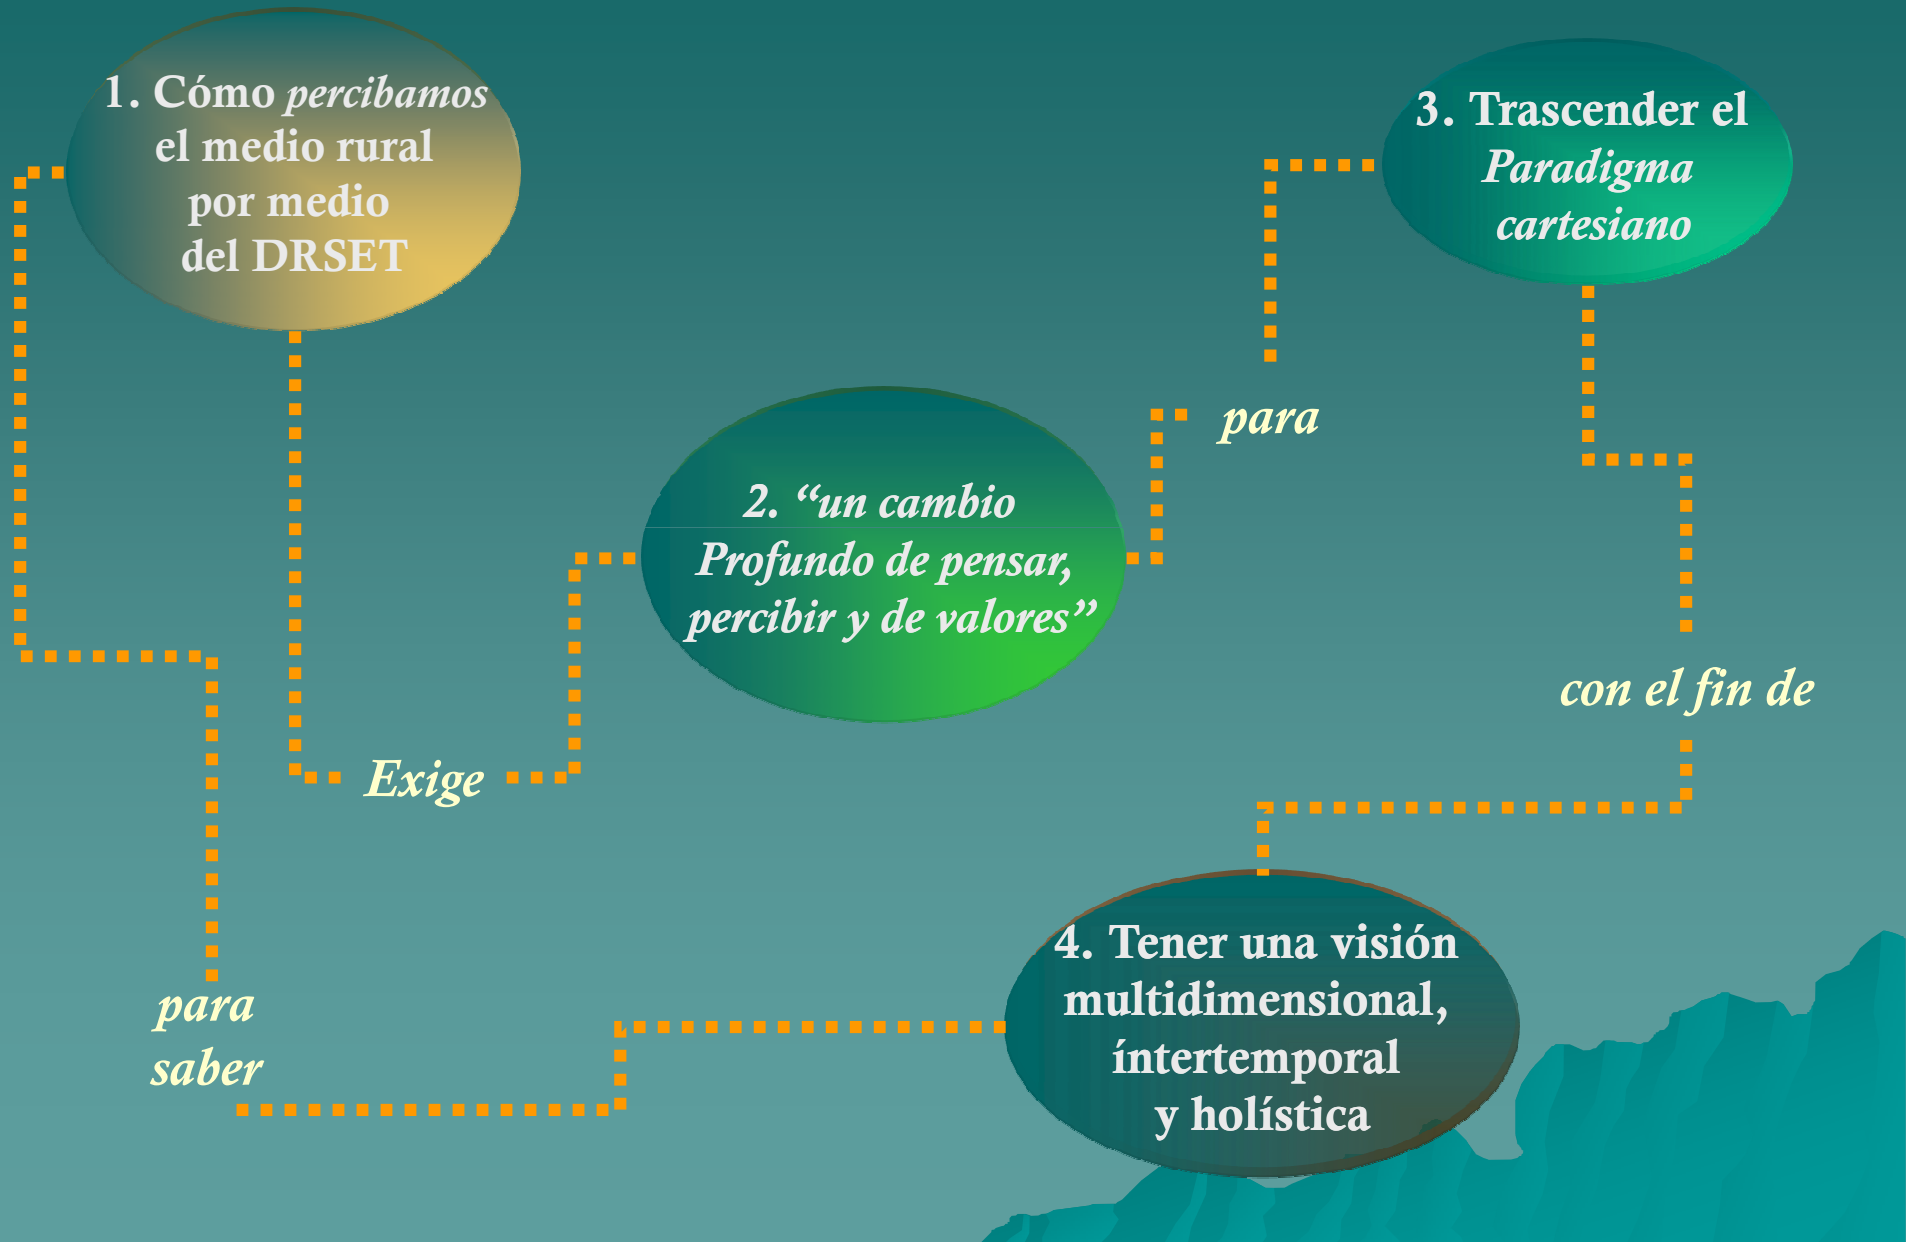 1. Cómo percibamos
el medio rural
por medio
del DRSET
Exige
2. “un cambio
Profundo de pensar,
percibir y de valores”
para
3. Trascender el
Paradigma
cartesiano
con el fin de
4. Tener una visión
multidimensional,
íntertemporal
y holística
para
saber